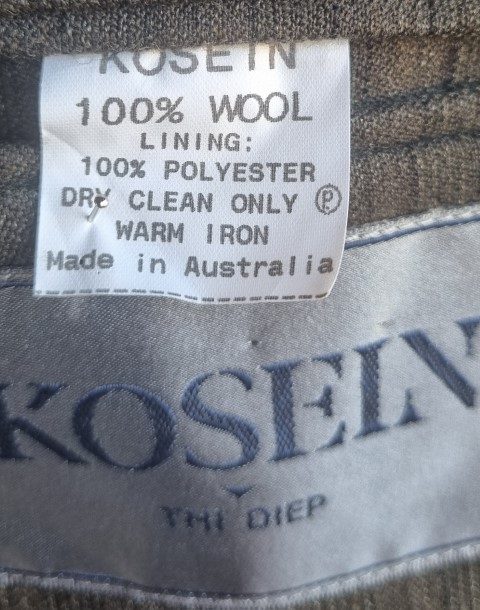 KOSEIN
100% WOOL
LINING:
100% POLYESTER
DRY CLEAN ONLY Ⓟ
WARM IRON
Made in Australia
KOSEIN
THI DIEP